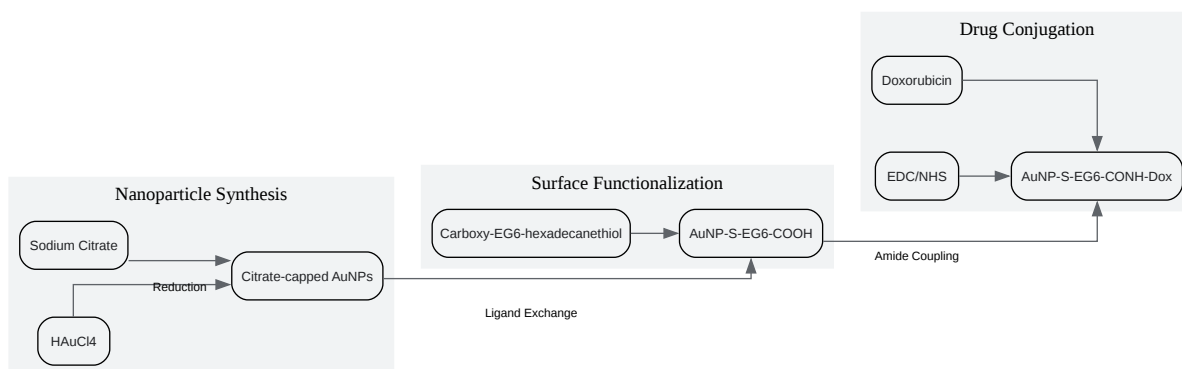 Drug Conjugation
Doxorubicin
EDC/NHS
AuNP-S-EG6-CONH-Dox
Surface Functionalization
Carboxy-EG6-hexadecanethiol
AuNP-S-EG6-COOH
Amide Coupling
Nanoparticle Synthesis
Sodium Citrate
Citrate-capped AuNPs
Reduction
HAuCl4
Ligand Exchange